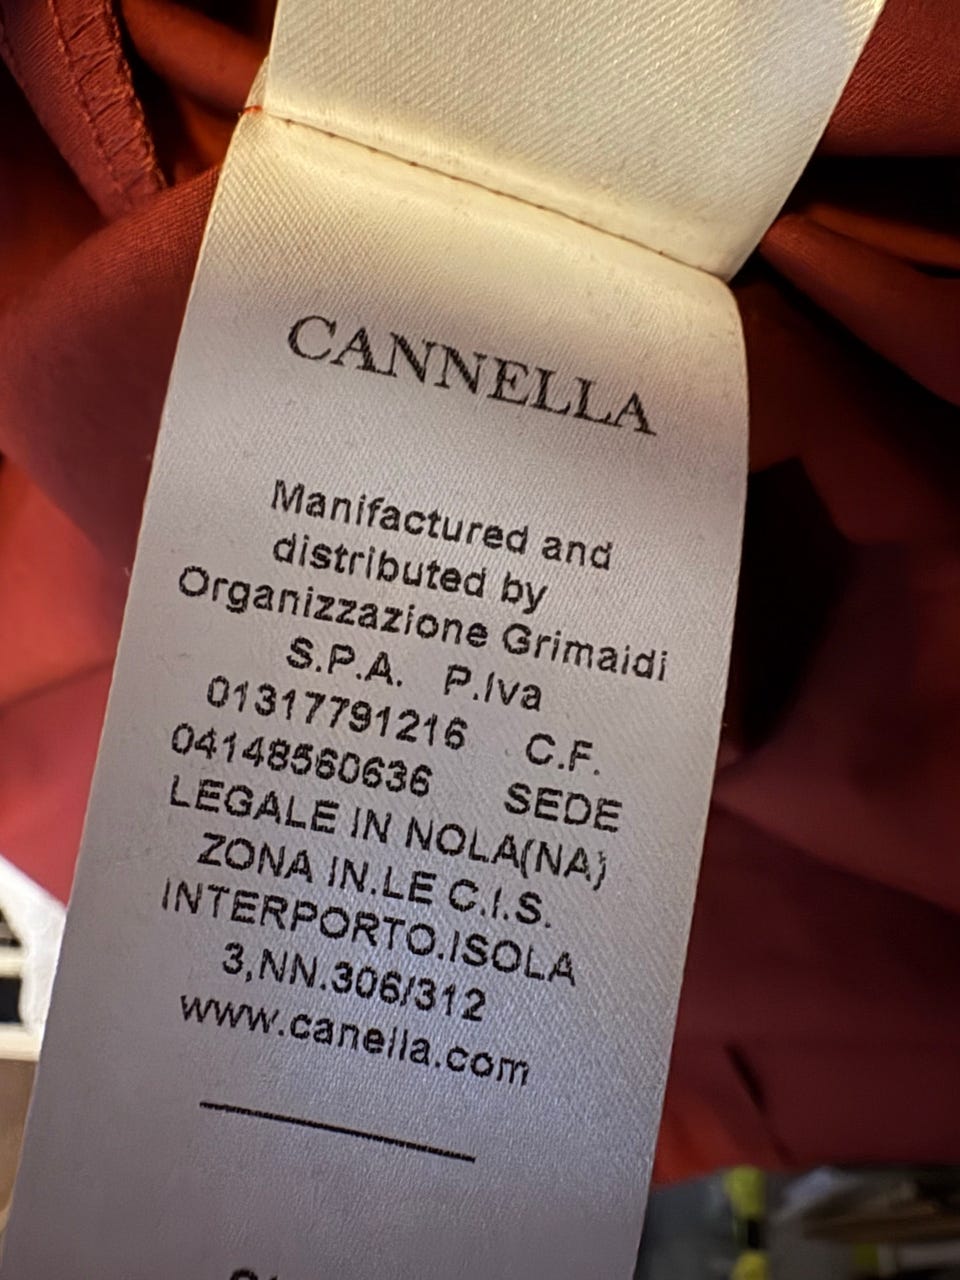 CANNELLA
Manifactured and
distributed by
Organizzazione Grimaidi
S.P.A. P.Iva
01317791216 C.F.
04148560636 SEDE
LEGALE IN NOLA(NA)
ZONA IN.LE C.I.S.
INTERPORTO.ISOLA
3,NN.306/312
www.canella.com